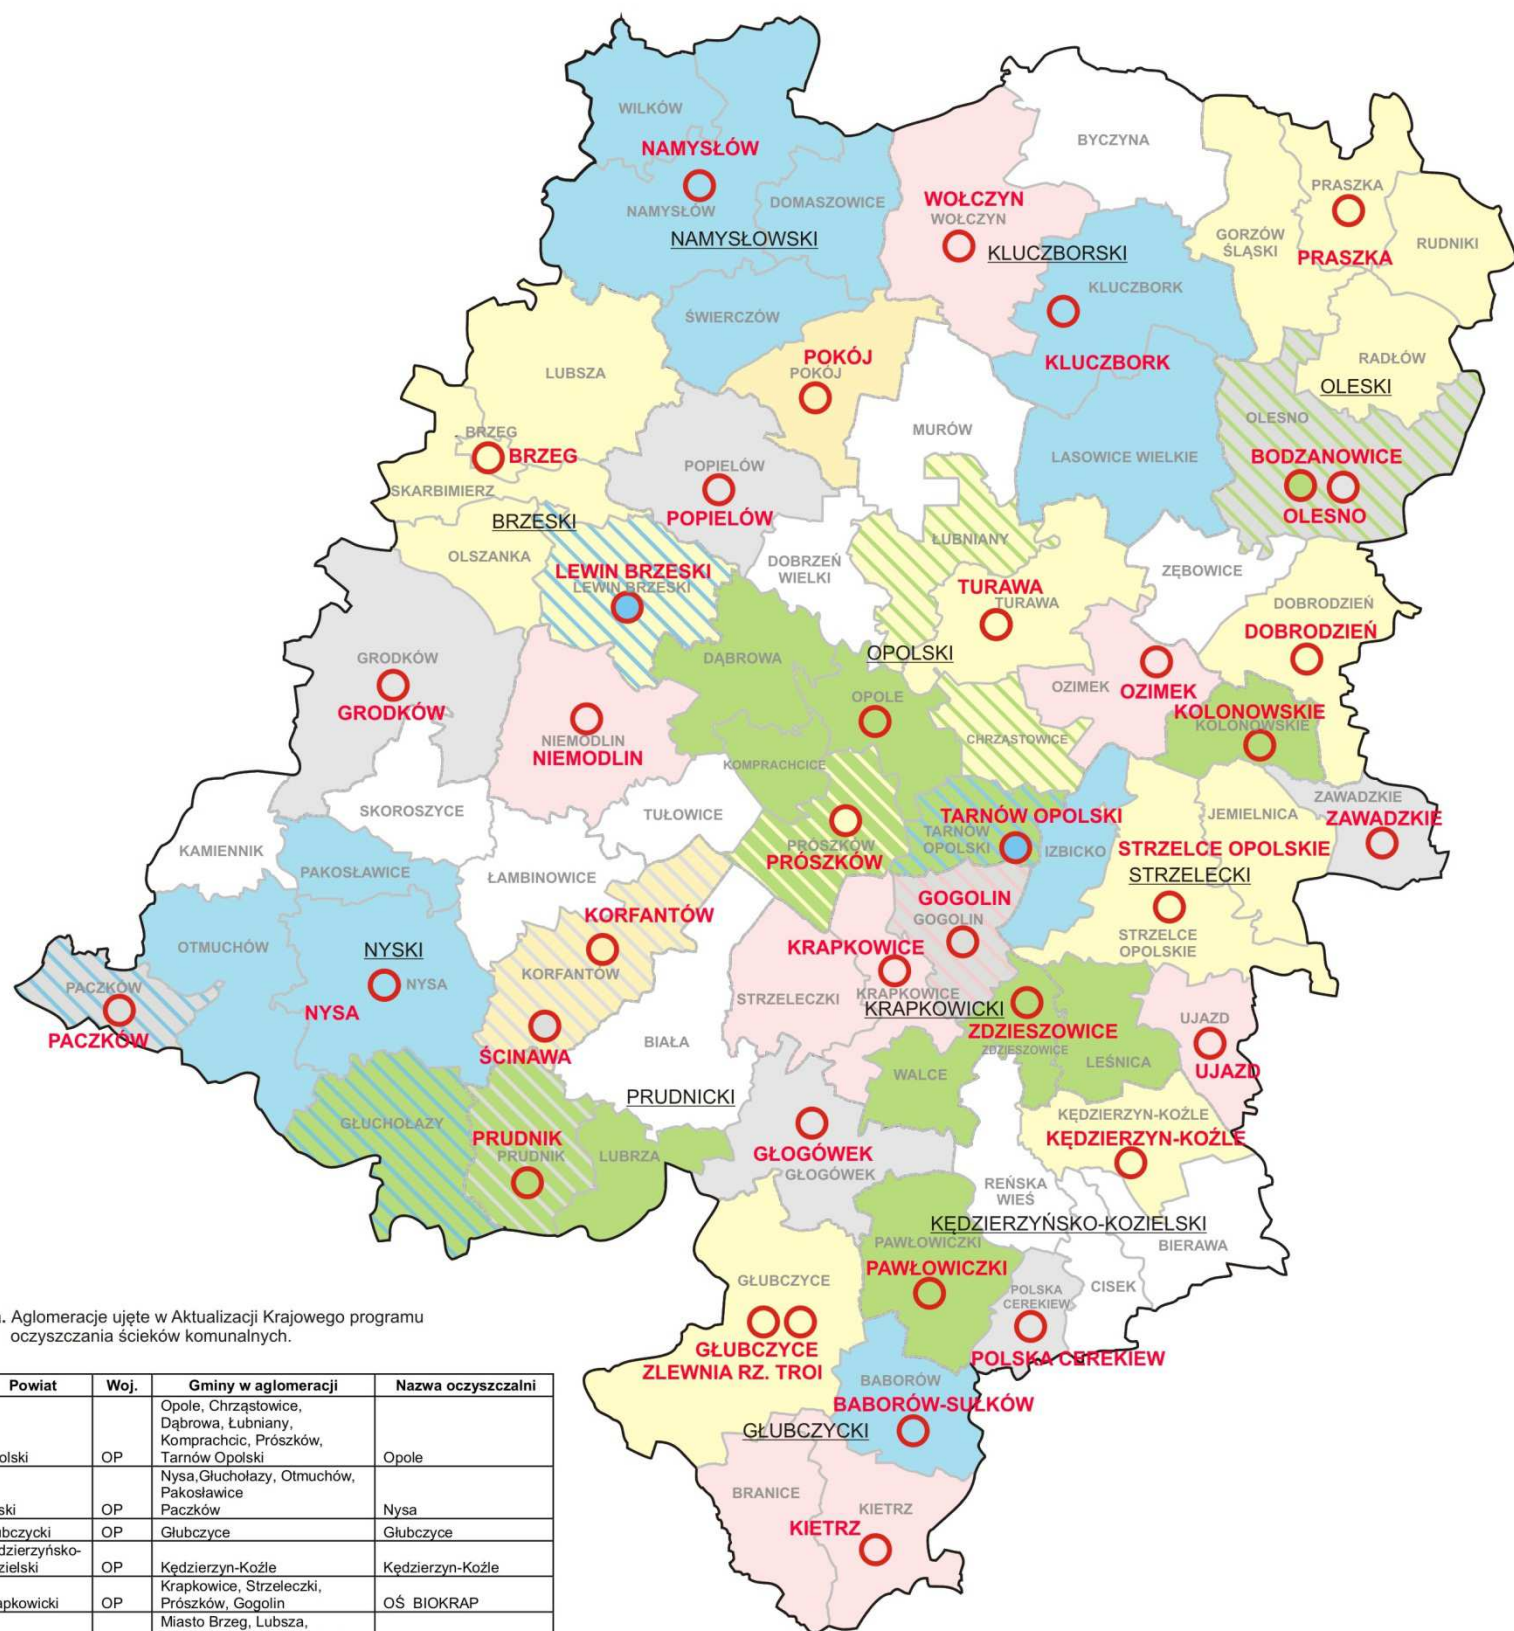 WILKÓW
NAMYSŁÓW
NAMYSŁÓW
DOMASZOWICE
NAMYSŁOWSKI
ŚWIERCZÓW
WOŁCZYN
WOŁCZYN
BYCZYNA
KLUCZBORSKI
KLUCZBORK
KLUCZBORK
LASOWICE WIELKIE
GORZÓW
ŚLĄSKI
PRASZKA
PRASZKA
RUDNIKI
RADŁÓW
OLESKI
OLESNO
BODZANOWICE
OLESNO
LUBSZA
BRZEG
BRZEG
SKARBIMIERZ
BRZESKI
OLSZANKA
POKÓJ
POKÓJ
MURÓW
POPIELÓW
POPIELÓW
LEWIN BRZESKI
LEWIN BRZESKI
DOBRZEŃ
WIELKI
ŁUBNIANY
TURAWA
TURAWA
ZĘBOWICE
DOBRODZIEŃ
DOBRODZIEŃ
GRODKÓW
GRODKÓW
NIEMODLIN
NIEMODLIN
DĄBROWA
OPOLSKI
OPOLE
OZIMEK
OZIMEK
KOLONOWSKIE
KOLONOWSKIE
CHRZĄSTOWICE
KOMPRACHCICE
SKOROSZYCE
TUŁOWICE
PRÓSZKÓW
PRÓSZKÓW
TARNÓW OPOLSKI
TARNÓW
OPOLSKI
IZBICKO
JEMIELNICA
ZAWADZKIE
ZAWADZKIE
STRZELCE OPOLSKIE
STRZELECKI
STRZELCE
OPOLSKIE
KAMIENNIK
PAKOSŁAWICE
ŁAMBINOWICE
OTMUCHÓW
NYSKI
NYSA
NYSA
PACZKÓW
PACZKÓW
KORFANTÓW
KORFANTÓW
ŚCINAWA
GOGOLIN
GOGOLIN
KRAPKOWICE
KRAPKOWICE
KRAPKOWICKI
STRZELECZKI
ZDZIESZOWICE
ZDZIESZOWICE
LEŚNICA
UJAZD
UJAZD
BIAŁA
PRUDNICKI
WALCE
GŁUCHOŁAZY
PRUDNIK
PRUDNIK
LUBRZA
GŁOGÓWEK
GŁOGÓWEK
KĘDZIERZYN-KOŹLE
KĘDZIERZYN-KOŹLE
REŃSKA
WIEŚ
KĘDZIERZYŃSKO-KOZIELSKI
BIERAWA
CISEK
PAWŁOWICZKI
PAWŁOWICZKI
POLSKA
CEREKIEW
POLSKA CEREKIEW
GŁUBCZYCE
GŁUBCZYCE
ZLEWNIA RZ. TROI
BABORÓW
BABORÓW-SUŁKÓW
GŁUBCZYCKI
BRANICE
KIETRZ
KIETRZ
Aglomeracje ujęte w Aktualizacji Krajowego programu
oczyszczania ścieków komunalnych.
Powiat Woj. Gminy w aglomeracji Nazwa oczyszczalni
Opole, Chrząstowice,
Dąbrowa, Łubniany,
Komprachcic, Prószków,
olski OP Tarnów Opolski Opole
Nysa,Głuchołazy, Otmuchów,
Pakosławice
ski OP Paczków Nysa
bczycki OP Głubczyce Głubczyce
dzierzyńsko-
zielski OP Kędzierzyn-Koźle Kędzierzyn-Koźle
Krapkowice, Strzeleczki,
apkowicki OP Prószków, Gogolin OŚ BIOKRAP
Miasto Brzeg, Lubsza,